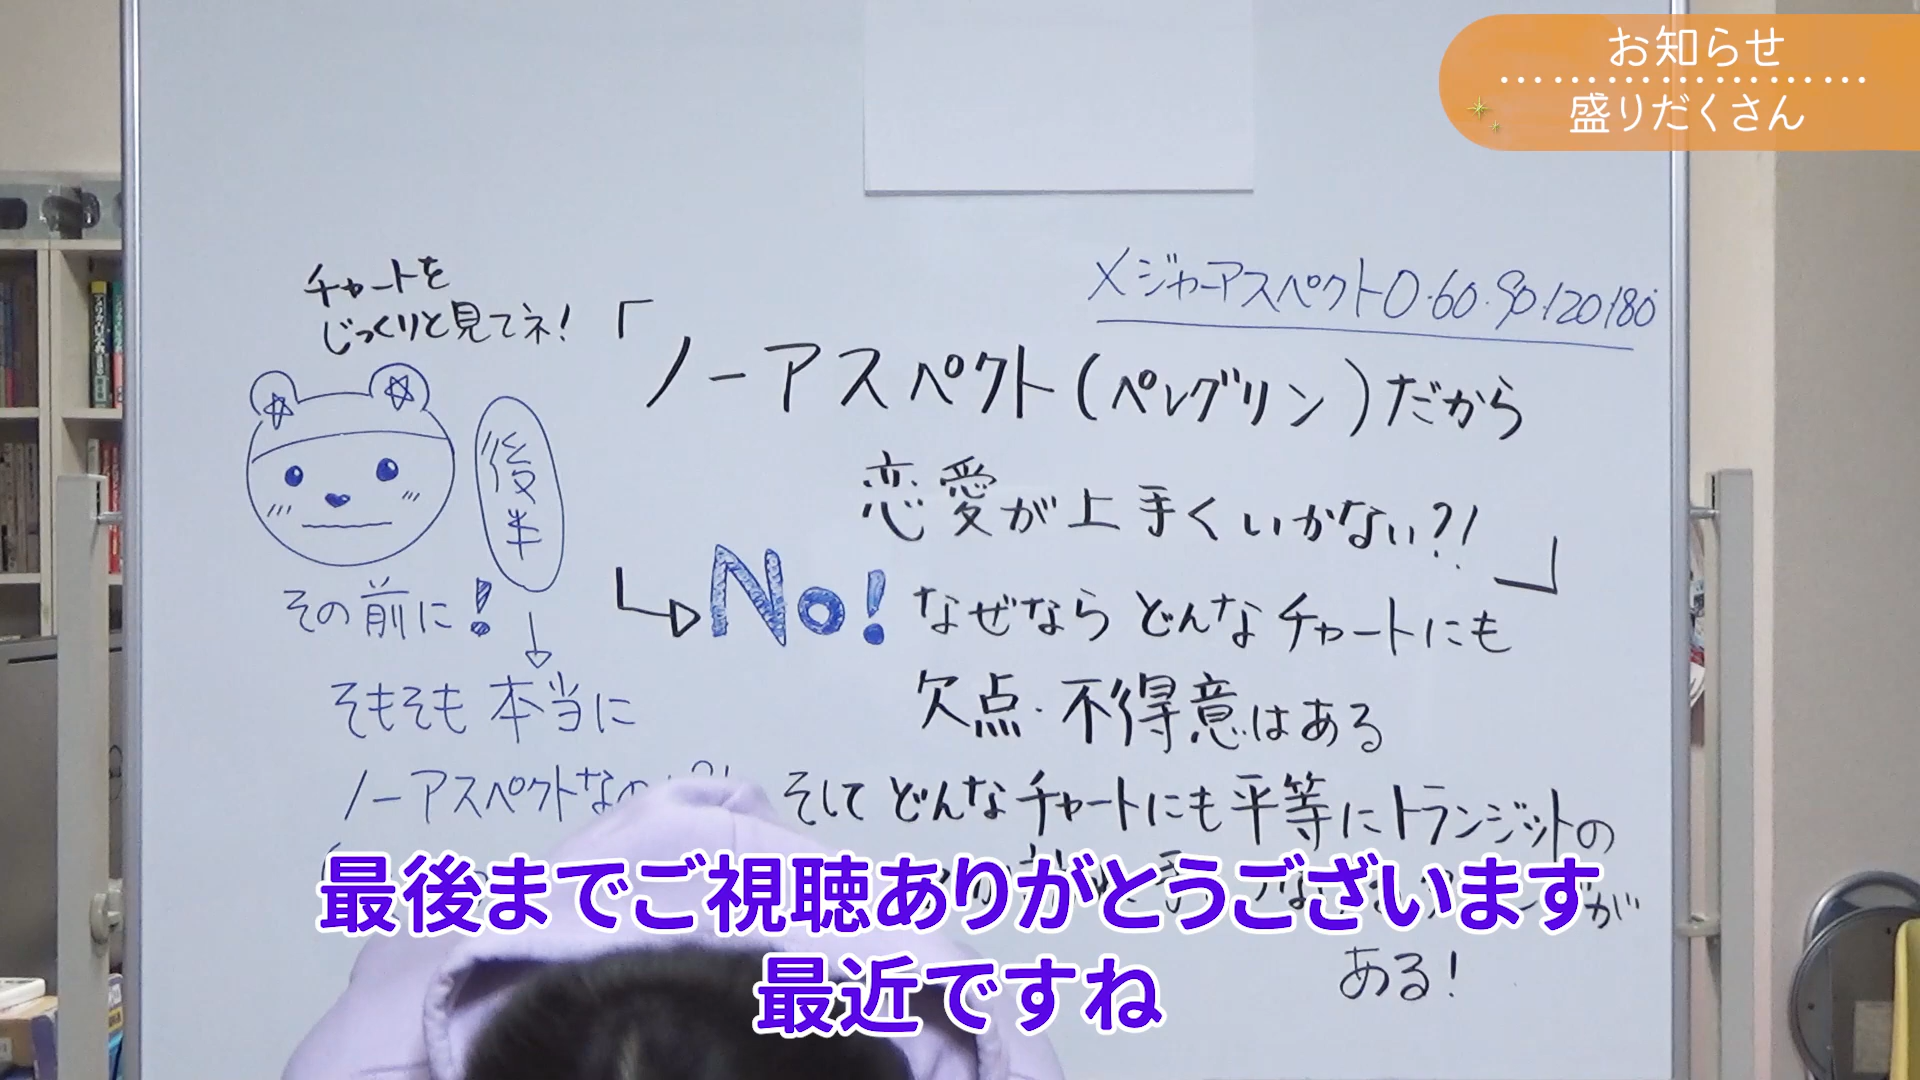 お知らせ
盛りだくさん
メジャーアスペクト0・60・90・120・180°
チャートを
じっくりと見てネ!
「ノーアスペクト(ペレグリン)だから
恋愛が上手くいかない?!」
後半
No! なぜなら どんなチャートにも
欠点・不得意はある
その前に!
そもそも 本当に
ノーアスペクトなの
そして どんなチャートにも平等にトランジットの
が
ある!
最後までご視聴ありがとうございます
最近ですね